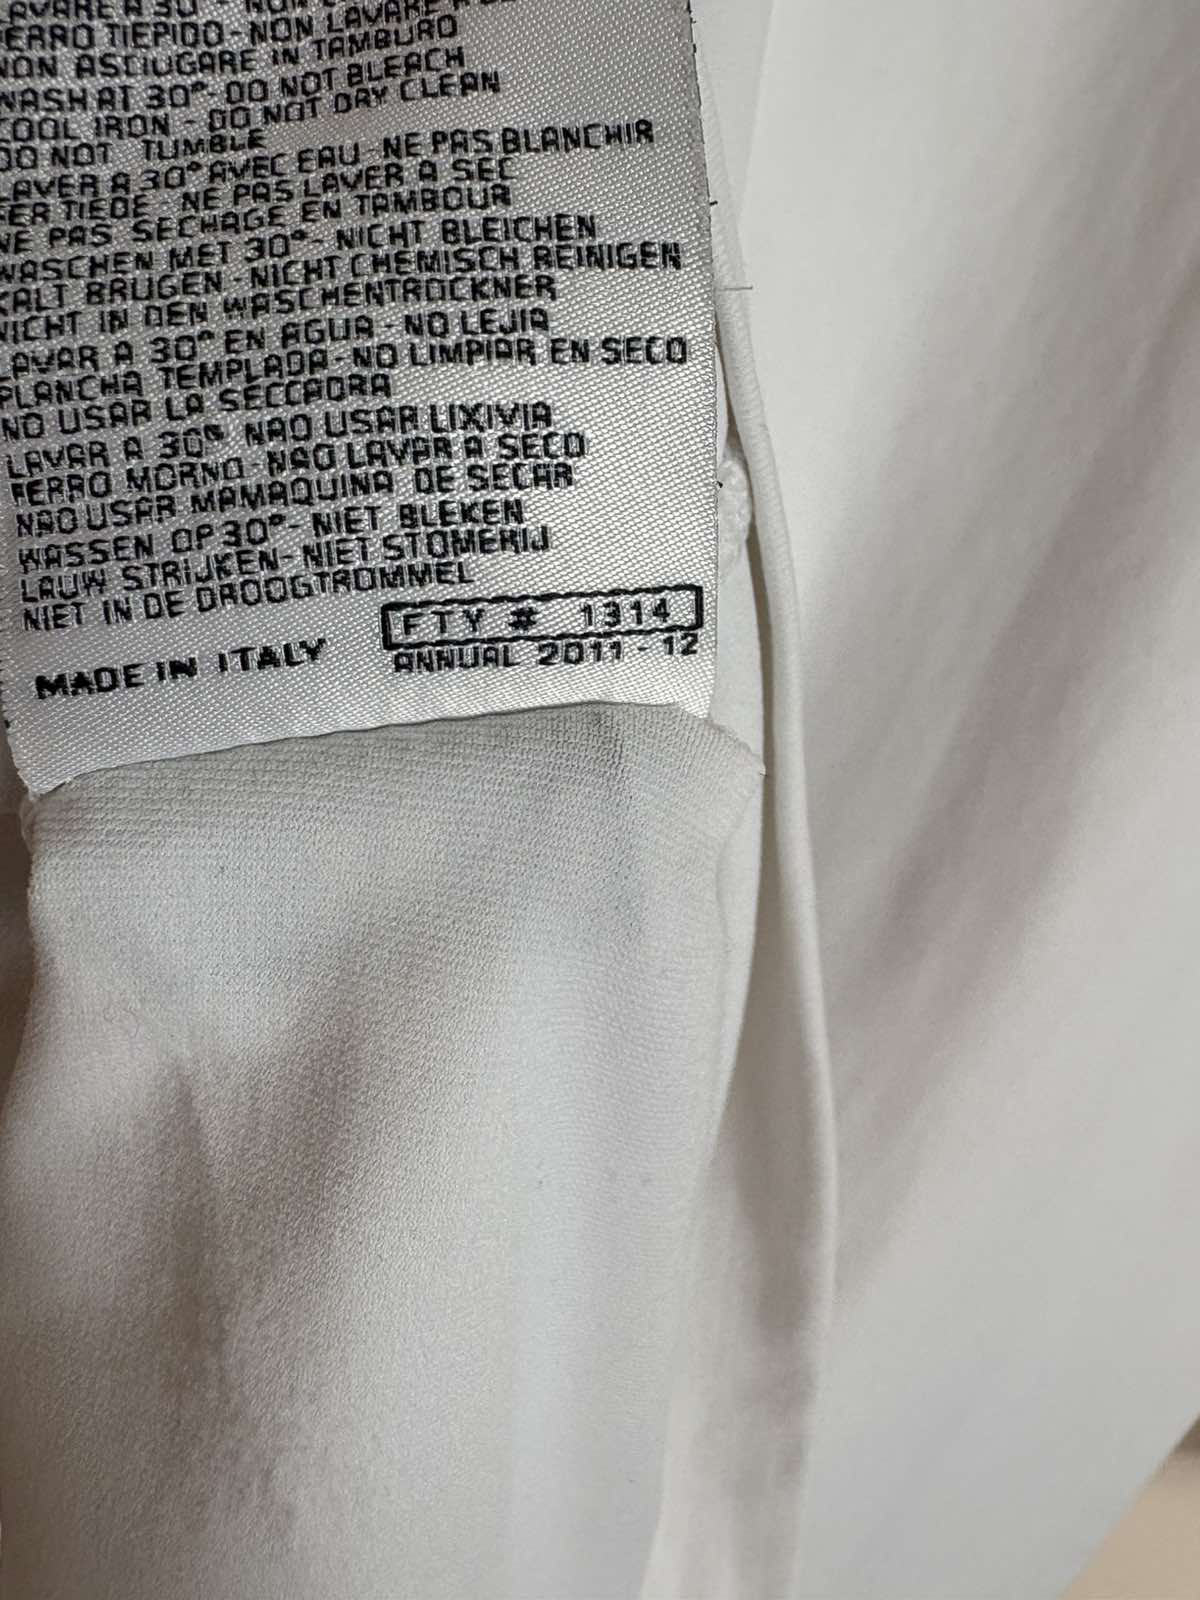 LAVARE A 30° - NON
FERRO TIEPIDO - NON LAVARE A
NON ASCIUGARE IN TAMBURO
WASH AT 30° - DO NOT BLEACH
COOL IRON - DO NOT DRY CLEAN
DO NOT TUMBLE
LAVER A 30° AVEC EAU - NE PAS BLANCHIR
FER TIEDE - NE PAS LAVER A SEC
NE PAS SECHAGE EN TAMBOUR
WASCHEN MET 30° - NICHT BLEICHEN
KALT BRUGEN - NICHT CHEMISCH REINIGEN
NICHT IN DEN WASCHENTROCKNER
LAVAR A 30° EN AGUA - NO LEJIA
PLANCHA TEMPLADA - NO LIMPIAR EN SECO
NO USAR LA SECCADRA
LAVAR A 30° NAO USAR LIXIVIA
FERRO MORNO - NAO LAVAR A SECO
NAO USAR MAMAQUINA DE SECAR
WASSEN OP 30° - NIET BLEKEN
LAUW STRIJKEN - NIET STOMERIJ
NIET IN DE DROOGTROMMEL
FTY # 1314
MADE IN ITALY ANNUAL 2011 - 12